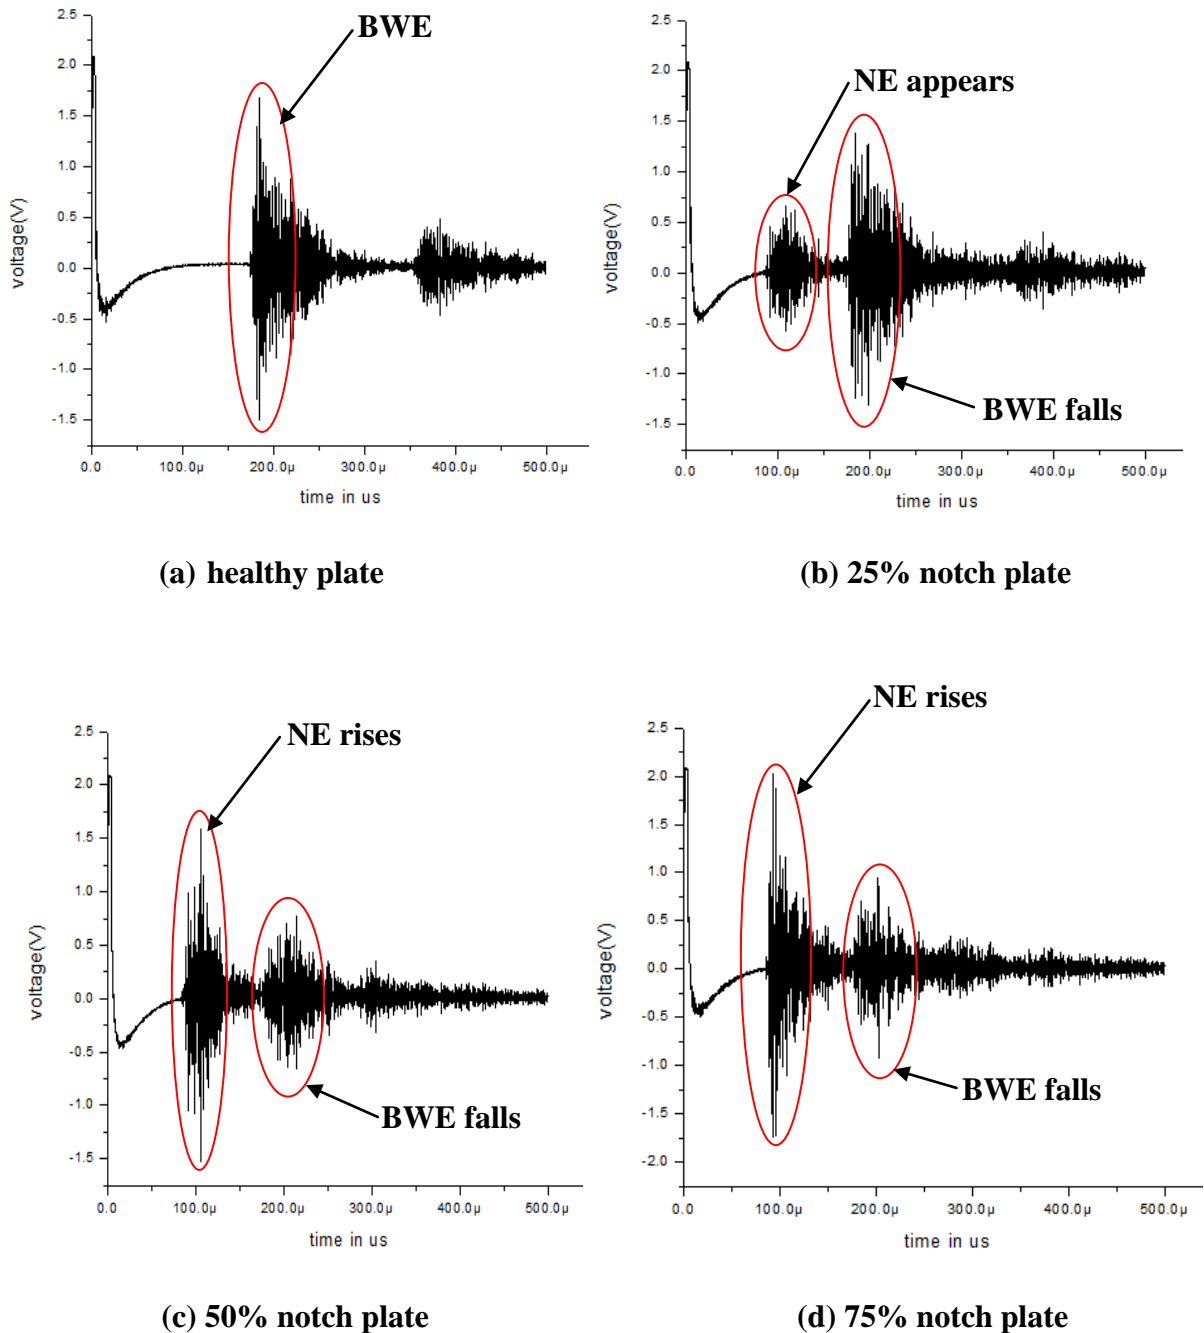 BWE
2.5
2.0
1.5
1.0
0.5
0.0
-0.5
-1.0
-1.5
voltage(V)
0.0 100.0µ 200.0µ 300.0µ 400.0µ 500.0µ
time in us
(a) healthy plate
NE appears
BWE falls
2.5
2.0
1.5
1.0
0.5
0.0
-0.5
-1.0
-1.5
voltage(V)
0.0 100.0µ 200.0µ 300.0µ 400.0µ 500.0µ
time in us
(b) 25% notch plate
NE rises
BWE falls
2.5
2.0
1.5
1.0
0.5
0.0
-0.5
-1.0
-1.5
voltage(V)
0.0 100.0µ 200.0µ 300.0µ 400.0µ 500.0µ
time in us
(c) 50% notch plate
NE rises
BWE falls
2.5
2.0
1.5
1.0
0.5
0.0
-0.5
-1.0
-1.5
-2.0
voltage(V)
0.0 100.0µ 200.0µ 300.0µ 400.0µ 500.0µ
time in us
(d) 75% notch plate